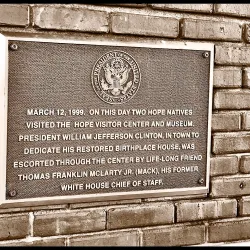 MARCH 12, 1999. ON THIS DAY TWO HOPE NATIVES
VISITED THE HOPE VISITOR CENTER AND MUSEUM.
PRESIDENT WILLIAM JEFFERSON CLINTON, IN TOWN TO
DEDICATE HIS RESTORED BIRTHPLACE HOUSE, WAS
ESCORTED THROUGH THE CENTER BY LIFE-LONG FRIEND
THOMAS FRANKLIN MCLARTY JR. (MACK), HIS FORMER
WHITE HOUSE CHIEF OF STAFF.